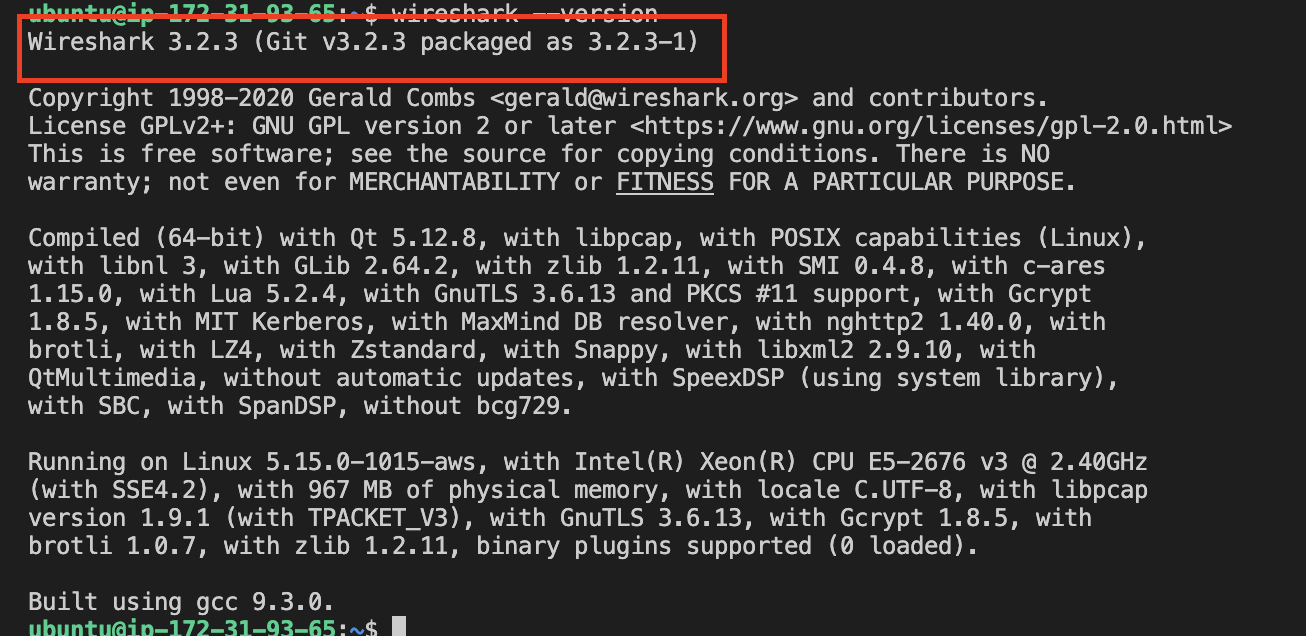 ubuntu@ip-172-31-93-65:~$ wireshark --version
Wireshark 3.2.3 (Git v3.2.3 packaged as 3.2.3-1)
Copyright 1998-2020 Gerald Combs <gerald@wireshark.org> and contributors.
License GPLv2+: GNU GPL version 2 or later <https://www.gnu.org/licenses/gpl-2.0.html>
This is free software; see the source for copying conditions. There is NO
warranty; not even for MERCHANTABILITY or FITNESS FOR A PARTICULAR PURPOSE.
Compiled (64-bit) with Qt 5.12.8, with libpcap, with POSIX capabilities (Linux),
with libnl 3, with GLib 2.64.2, with zlib 1.2.11, with SMI 0.4.8, with c-ares
1.15.0, with Lua 5.2.4, with GnuTLS 3.6.13 and PKCS #11 support, with Gcrypt
1.8.5, with MIT Kerberos, with MaxMind DB resolver, with nghttp2 1.40.0, with
brotli, with LZ4, with Zstandard, with Snappy, with libxml2 2.9.10, with
QtMultimedia, without automatic updates, with SpeexDSP (using system library),
with SBC, with SpanDSP, without bcg729.
Running on Linux 5.15.0-1015-aws, with Intel(R) Xeon(R) CPU E5-2676 v3 @ 2.40GHz
(with SSE4.2), with 967 MB of physical memory, with locale C.UTF-8, with libpcap
version 1.9.1 (with TPACKET_V3), with GnuTLS 3.6.13, with Gcrypt 1.8.5, with
brotli 1.0.7, with zlib 1.2.11, binary plugins supported (0 loaded).
Built using gcc 9.3.0.
ubuntu@ip-172-31-93-65:~$